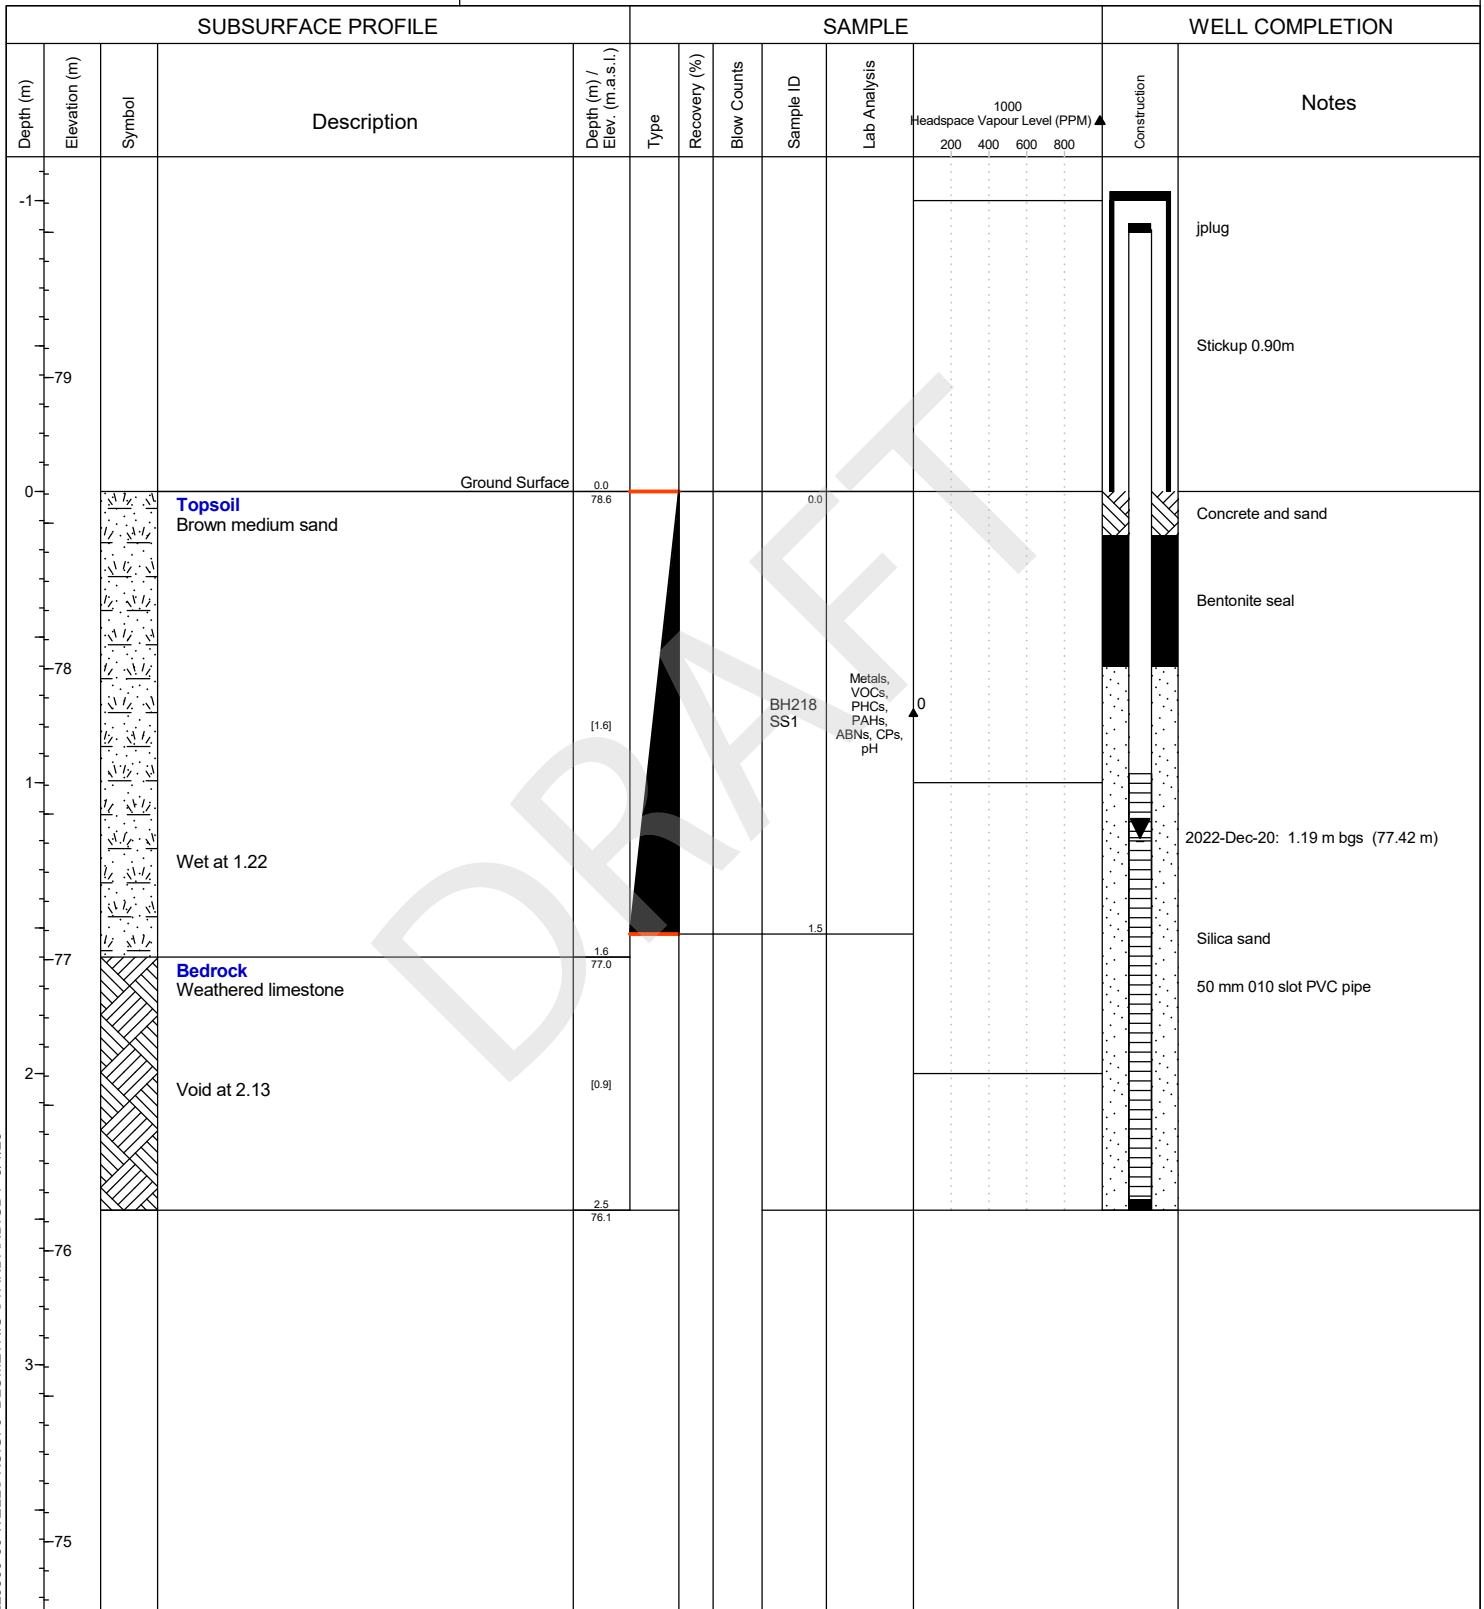 SUBSURFACE PROFILE
SAMPLE
WELL COMPLETION
Depth (m)
Elevation (m)
Symbol
Description
Depth (m) /
Elev. (m.a.s.l.)
Type
Recovery (%)
Blow Counts
Sample ID
Lab Analysis
1000
Headspace Vapour Level (PPM)
200 400 600 800
Construction
Notes
-1
jplug
Stickup 0.90m
79
0
Ground Surface
0.0
78.6
0.0
Topsoil
Brown medium sand
Concrete and sand
Bentonite seal
78
[1.6]
BH218
SS1
Metals,
VOCs,
PHCs,
PAHs,
ABNs, CPs,
pH
0
1
Wet at 1.22
2022-Dec-20: 1.19 m bgs (77.42 m)
1.5
Silica sand
1.6
77.0
77
Bedrock
Weathered limestone
50 mm 010 slot PVC pipe
2
Void at 2.13
[0.9]
2.5
76.1
76
3
75
DRAFT